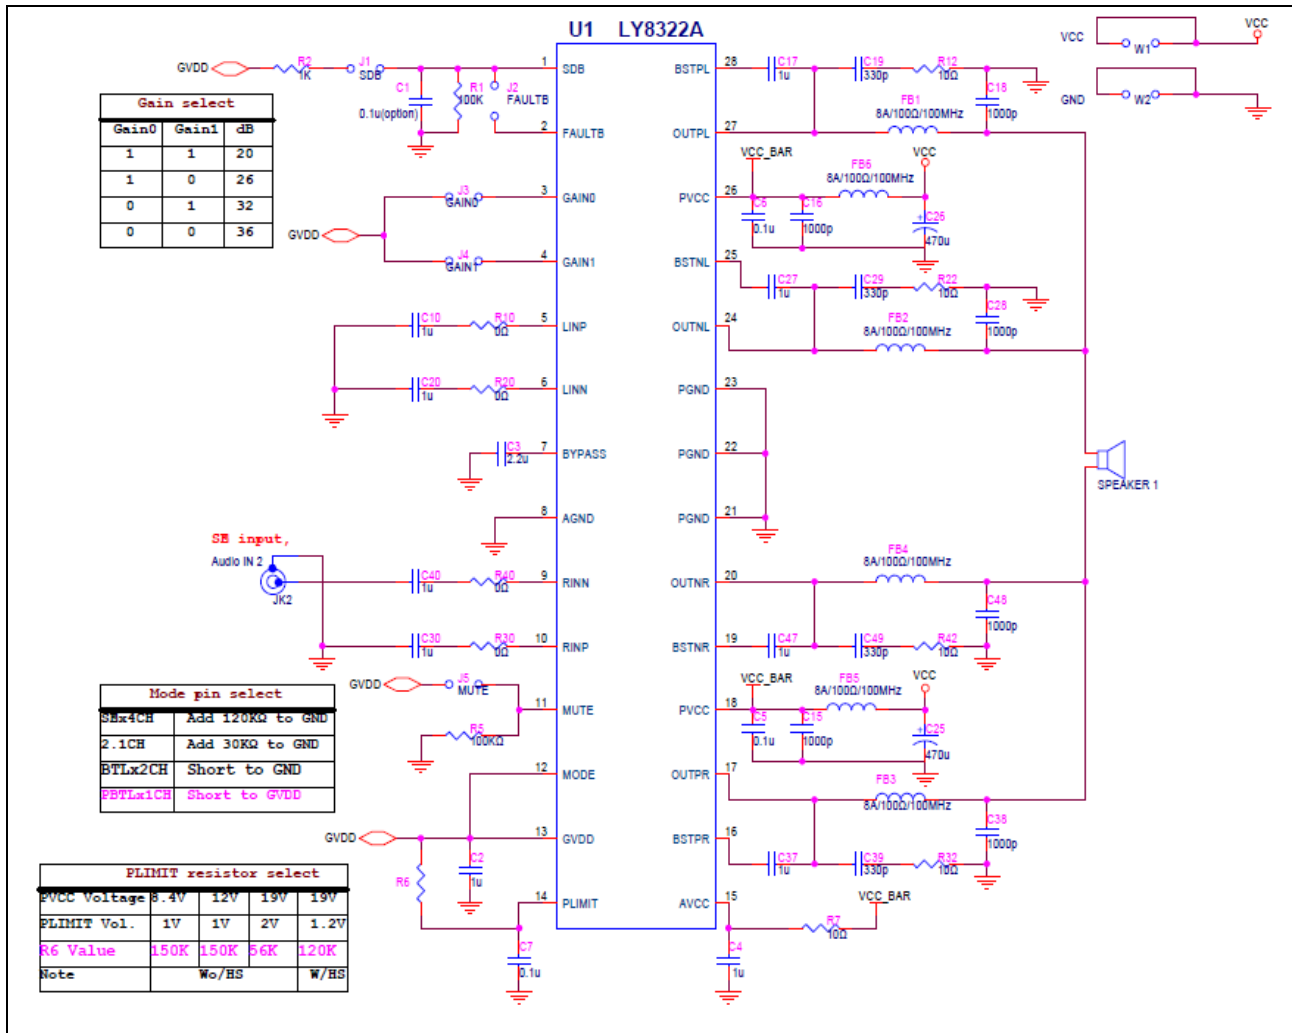 U1 LY8322A
VCC
W1
VCC
GND
W2
GVDD
R2
1K
J1
SDB
C1
0.1u(option)
R1
100K
J2
FAULTB
1
SDB
2
FAULTB
Gain select
Gain0 Gain1 dB
1 1 20
1 0 26
0 1 32
0 0 36
GVDD
J3
GAIN0
J4
GAIN1
3
GAIN0
4
GAIN1
C10
1u
R10
0Ω
5
LINP
C20
1u
R20
0Ω
6
LINN
C3
2.2u
7
BYPASS
8
AGND
SE input,
Audio IN 2
JK2
C40
1u
R40
0Ω
9
RINN
C30
1u
R30
0Ω
10
RINP
GVDD
J5
MUTE
R5
100KΩ
11
MUTE
12
MODE
Mode pin select
SEx4CH Add 120KΩ to GND
2.1CH Add 30KΩ to GND
BTLx2CH Short to GND
PBTLx1CH Short to GVDD
GVDD
13
GVDD
R6
C2
1u
14
PLIMIT
C7
0.1u
PLIMIT resistor select
PVCC Voltage 8.4V 12V 19V 19V
PLIMIT Vol. 1V 1V 2V 1.2V
R6 Value 150K 150K 56K 120K
Note Wo/HS W/HS
BSTPL
28
C17
1u
C19
330p
R12
10Ω
C18
1000p
FB1
8A/100Ω/100MHz
OUTPL
27
VCC_BAR
FB6
8A/100Ω/100MHz
VCC
PVCC
26
C6
0.1u
C16
1000p
C26
470u
BSTNL
25
C27
1u
C29
330p
R22
10Ω
C28
1000p
FB2
8A/100Ω/100MHz
OUTNL
24
PGND
23
PGND
22
PGND
21
SPEAKER 1
FB4
8A/100Ω/100MHz
OUTNR
20
C48
1000p
BSTNR
19
C47
1u
C49
330p
R42
10Ω
VCC_BAR
FB5
8A/100Ω/100MHz
VCC
PVCC
18
C5
0.1u
C15
1000p
C25
470u
OUTPR
17
FB3
8A/100Ω/100MHz
C38
1000p
BSTPR
16
C37
1u
C39
330p
R32
10Ω
AVCC
15
VCC_BAR
R7
10Ω
C4
1u